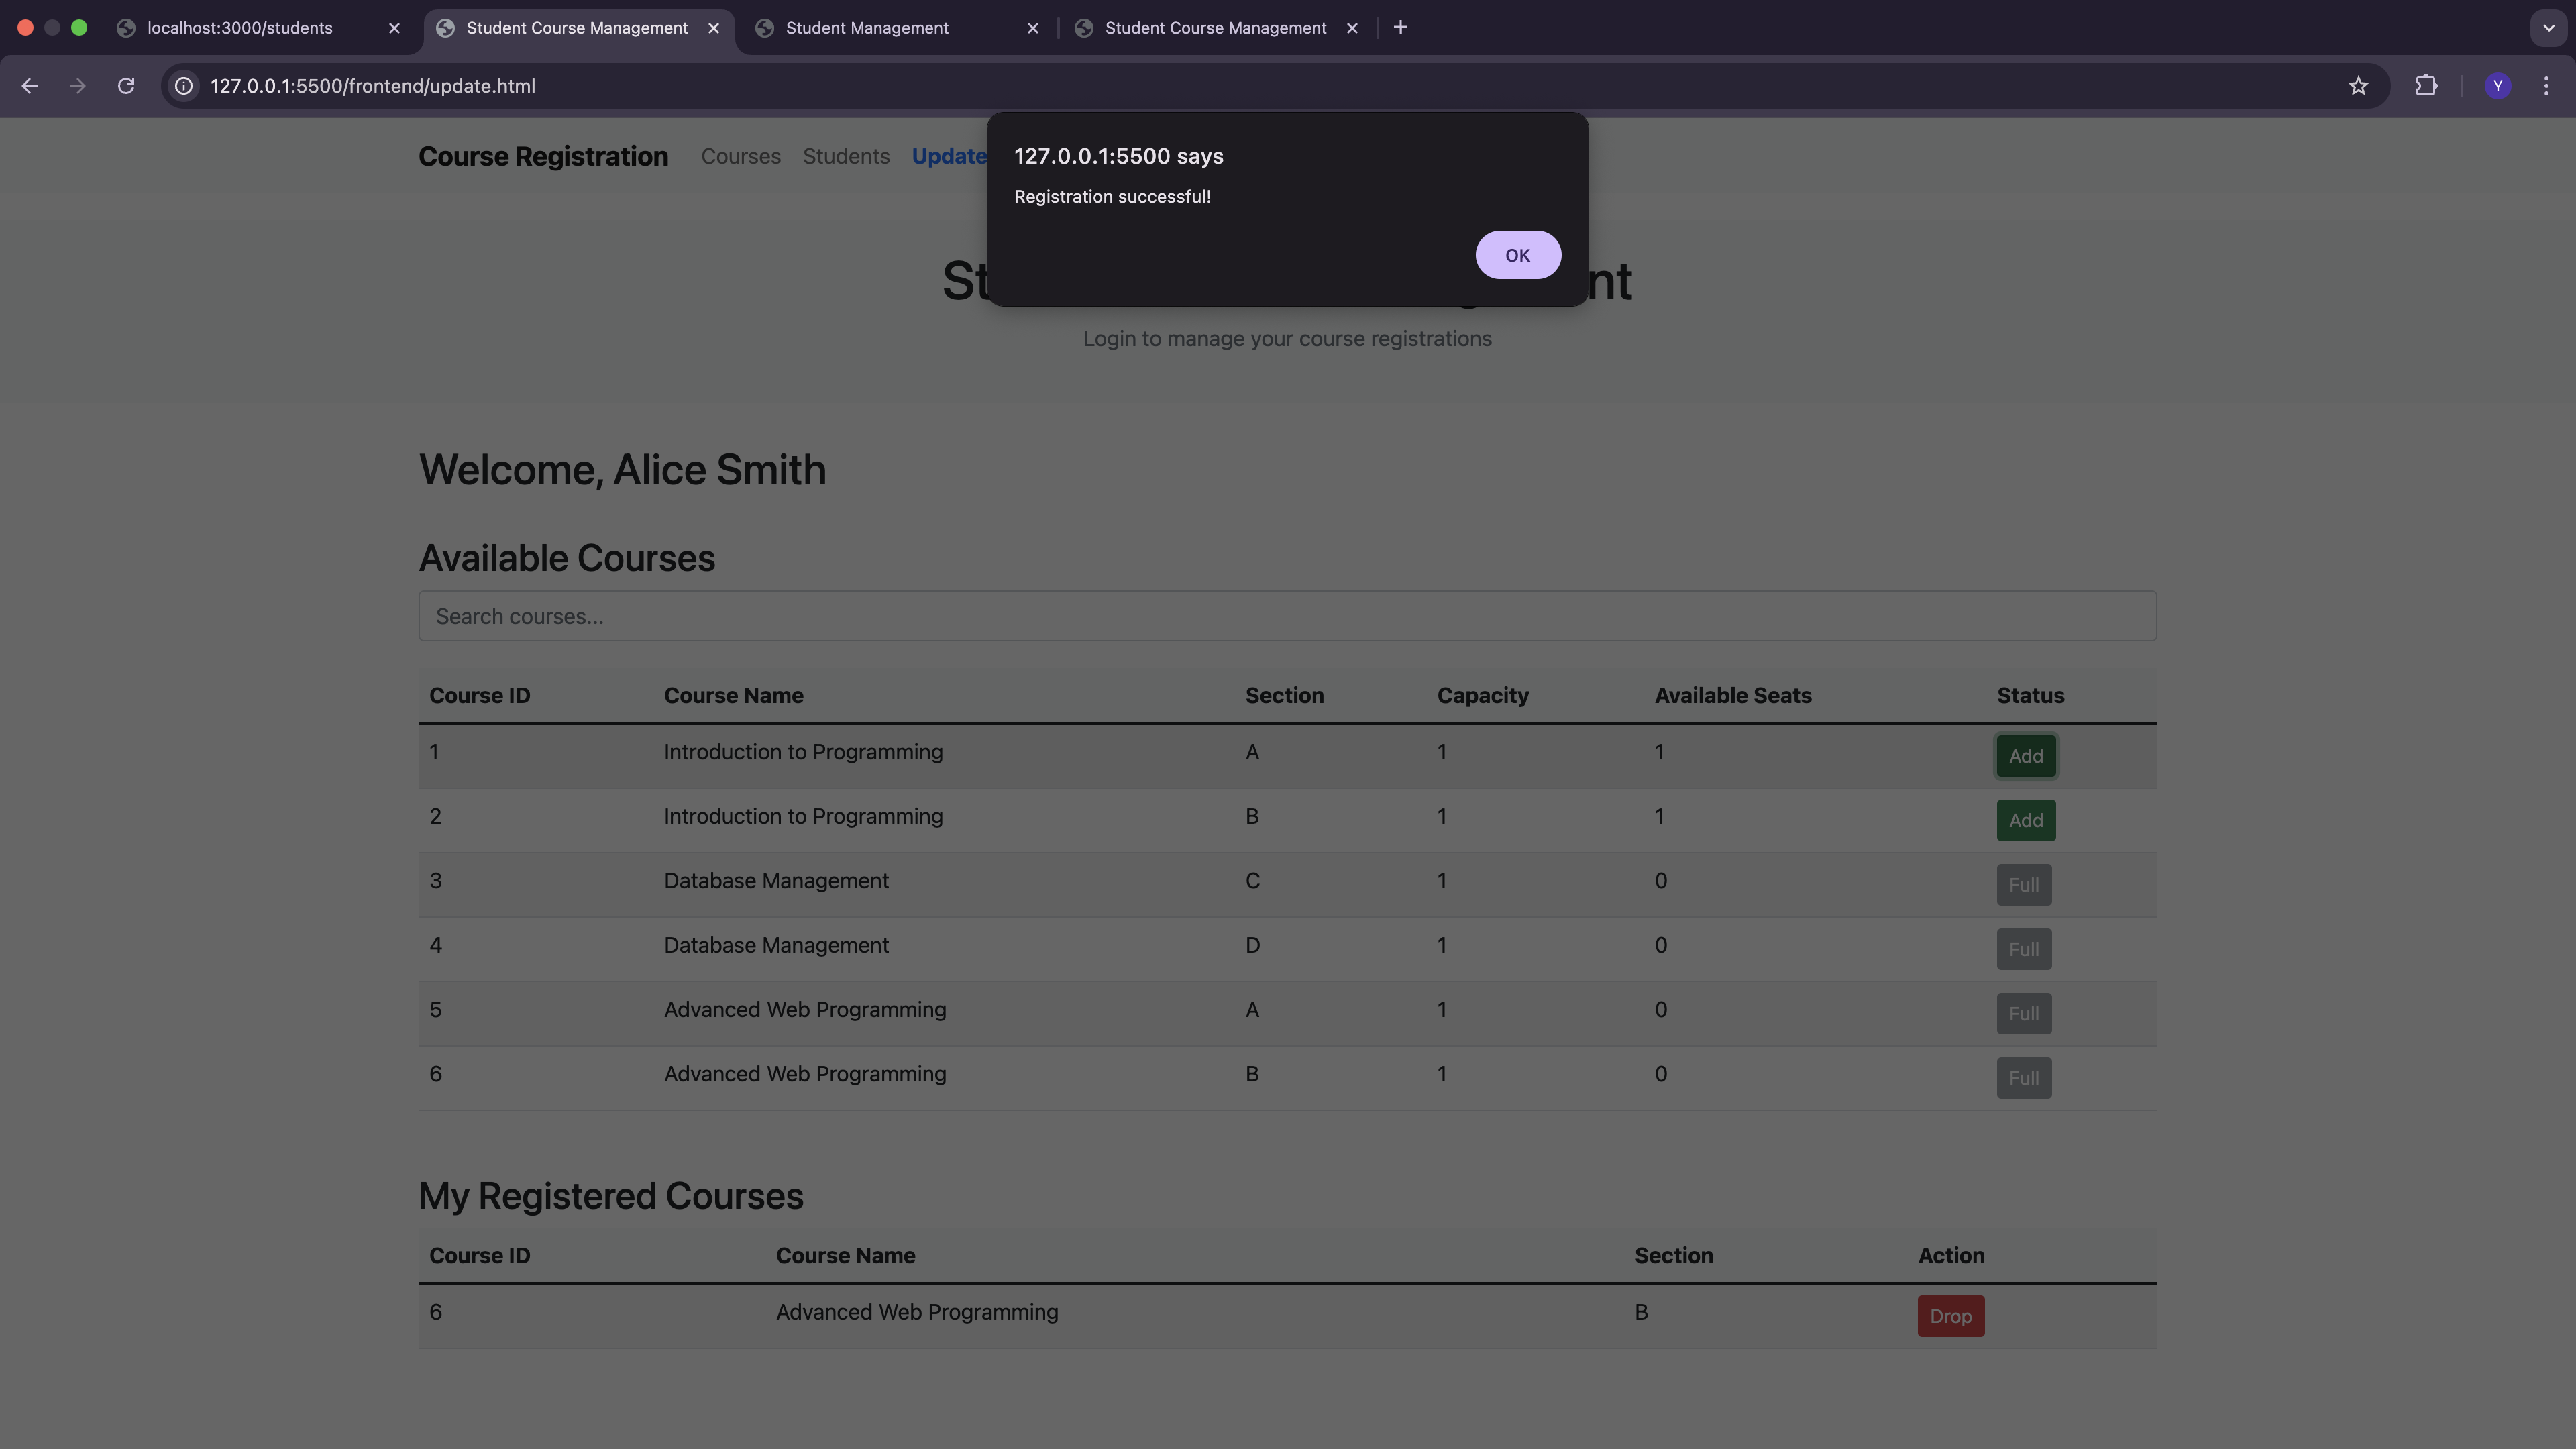 localhost:3000/students
Student Course Management
Student Management
Student Course Management
127.0.0.1:5500/frontend/update.html
Y
Course Registration
Courses
Students
Update
127.0.0.1:5500 says
Registration successful!
OK
St
nt
Login to manage your course registrations
Welcome, Alice Smith
Available Courses
Search courses...
Course ID Course Name Section Capacity Available Seats Status
1 Introduction to Programming A 1 1 Add
2 Introduction to Programming B 1 1 Add
3 Database Management C 1 0 Full
4 Database Management D 1 0 Full
5 Advanced Web Programming A 1 0 Full
6 Advanced Web Programming B 1 0 Full
My Registered Courses
Course ID Course Name Section Action
6 Advanced Web Programming B Drop